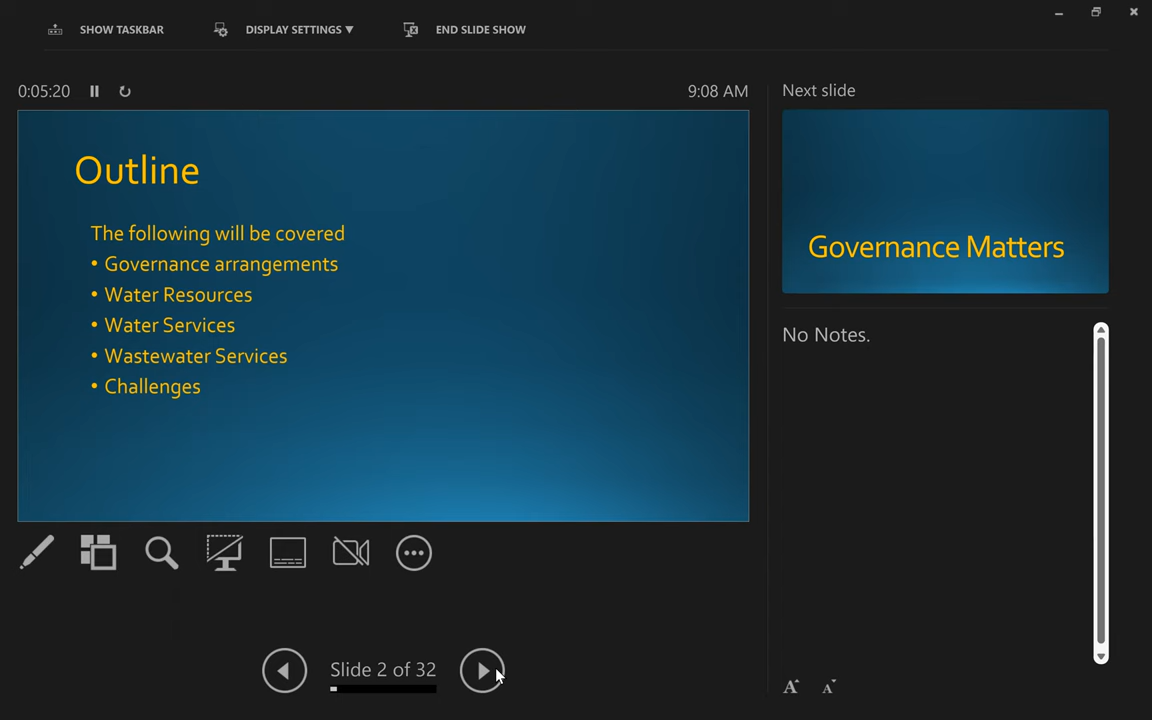 SHOW TASKBAR
DISPLAY SETTINGS ▼
END SLIDE SHOW
0:05:20
9:08 AM
Outline
The following will be covered
• Governance arrangements
• Water Resources
• Water Services
• Wastewater Services
• Challenges
Slide 2 of 32
Next slide
Governance Matters
No Notes.
A A